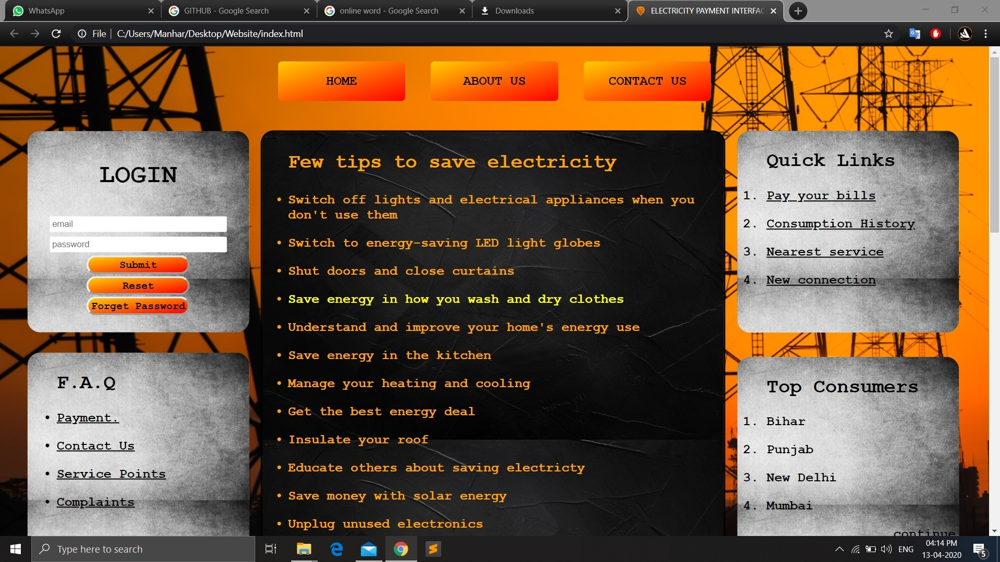 WhatsApp
GITHUB - Google Search
online word - Google Search
Downloads
ELECTRICITY PAYMENT INTERFAC
File
C:/Users/Manhar/Desktop/Website/index.html
HOME
ABOUT US
CONTACT US
LOGIN
email
password
Submit
Reset
Forget Password
F.A.Q
• Payment.
• Contact Us
• Service Points
• Complaints
Few tips to save electricity
• Switch off lights and electrical appliances when you
don't use them
• Switch to energy-saving LED light globes
• Shut doors and close curtains
• Save energy in how you wash and dry clothes
• Understand and improve your home's energy use
• Save energy in the kitchen
• Manage your heating and cooling
• Get the best energy deal
• Insulate your roof
• Educate others about saving electricty
• Save money with solar energy
• Unplug unused electronics
Quick Links
1. Pay your bills
2. Consumption History
3. Nearest service
4. New connection
Top Consumers
1. Bihar
2. Punjab
3. New Delhi
4. Mumbai
continue
Type here to search
ENG
04:14 PM
13-04-2020
5